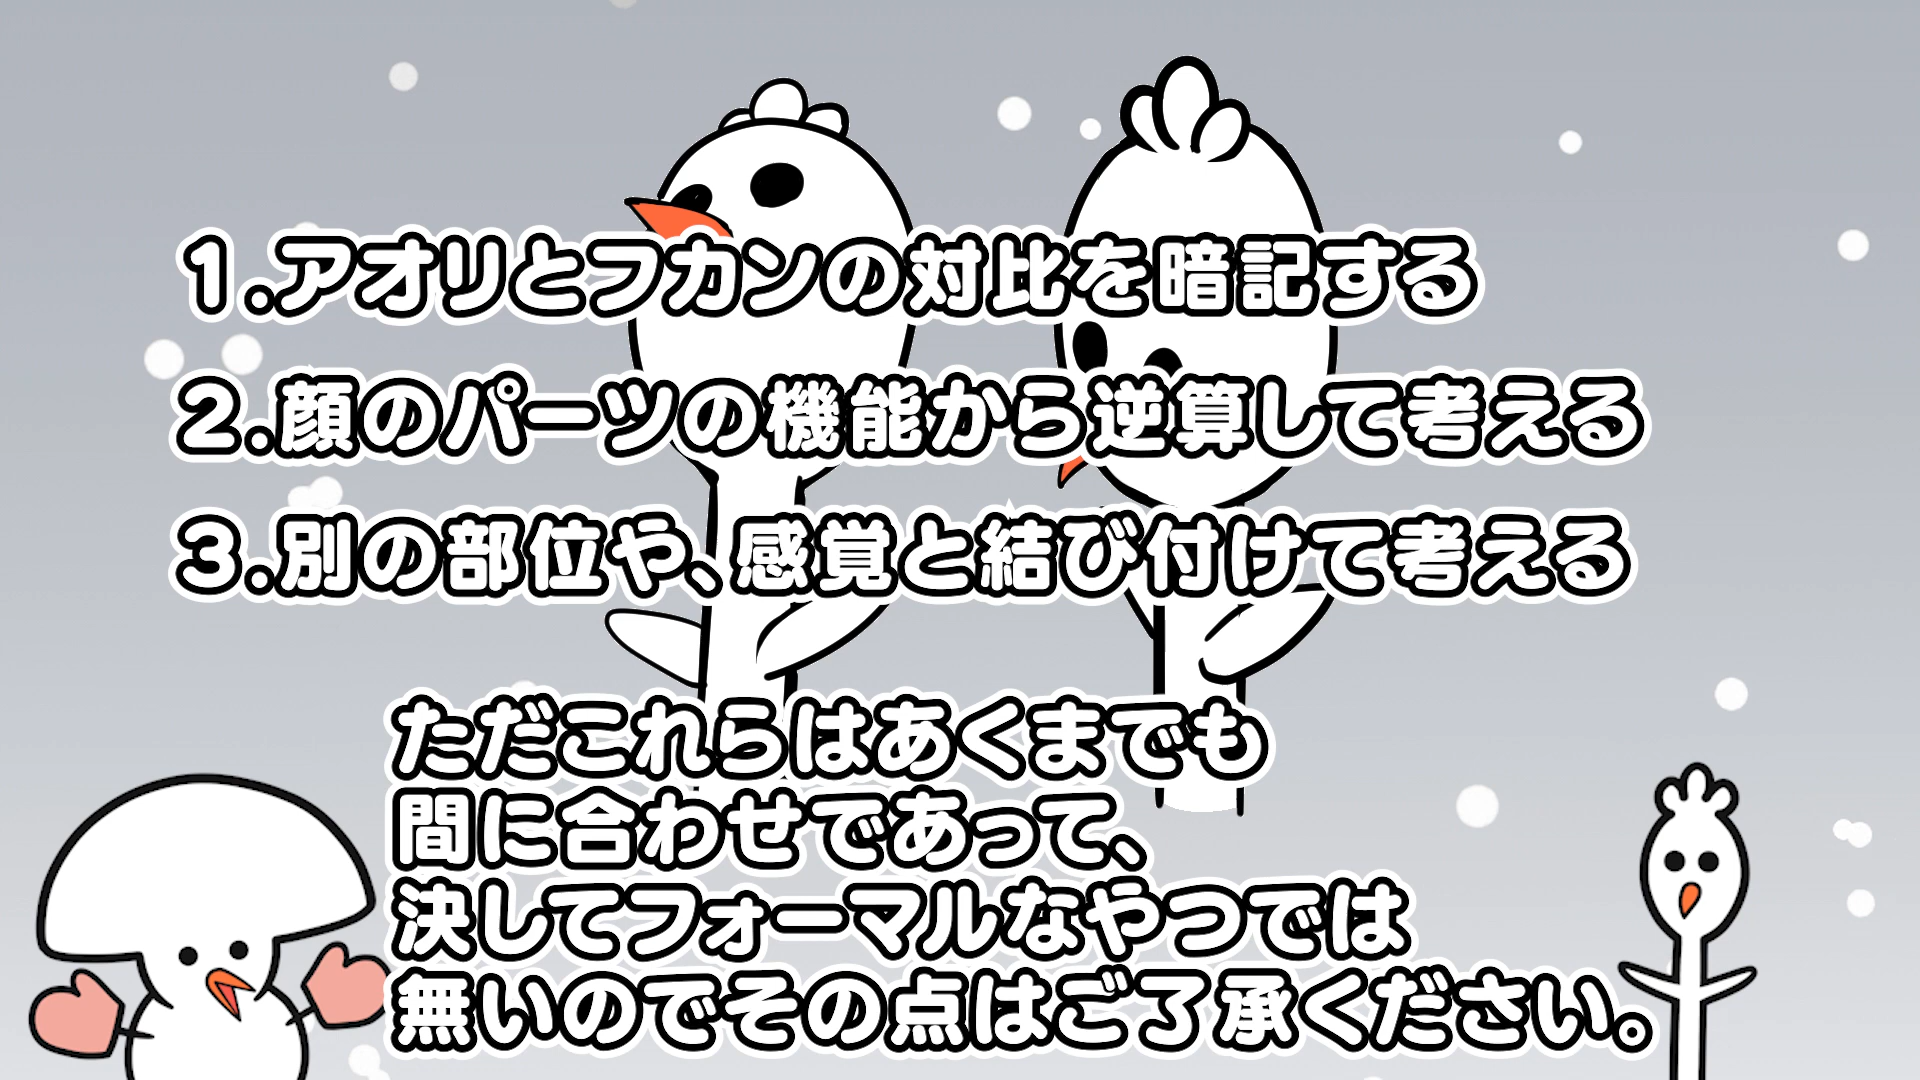 1.アオリとフカンの対比を暗記する
2.顔のパーツの機能から逆算して考える
3.別の部位や、感覚と結び付けて考える
ただこれらはあくまでも
間に合わせであって、
決してフォーマルなやつでは
無いのでその点はご了承ください。